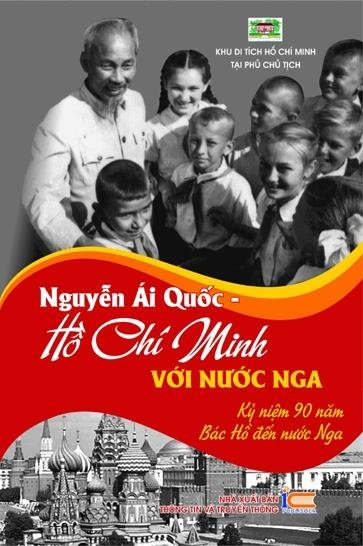 KHU DI TÍCH HỒ CHÍ MINH
TẠI PHỦ CHỦ TỊCH
Nguyễn Ái Quốc -
Hồ Chí Minh
VỚI NƯỚC NGA
Kỷ niệm 90 năm
Bác Hồ đến nước Nga
NHÀ XUẤT BẢN
THÔNG TIN VÀ TRUYỀN THÔNG